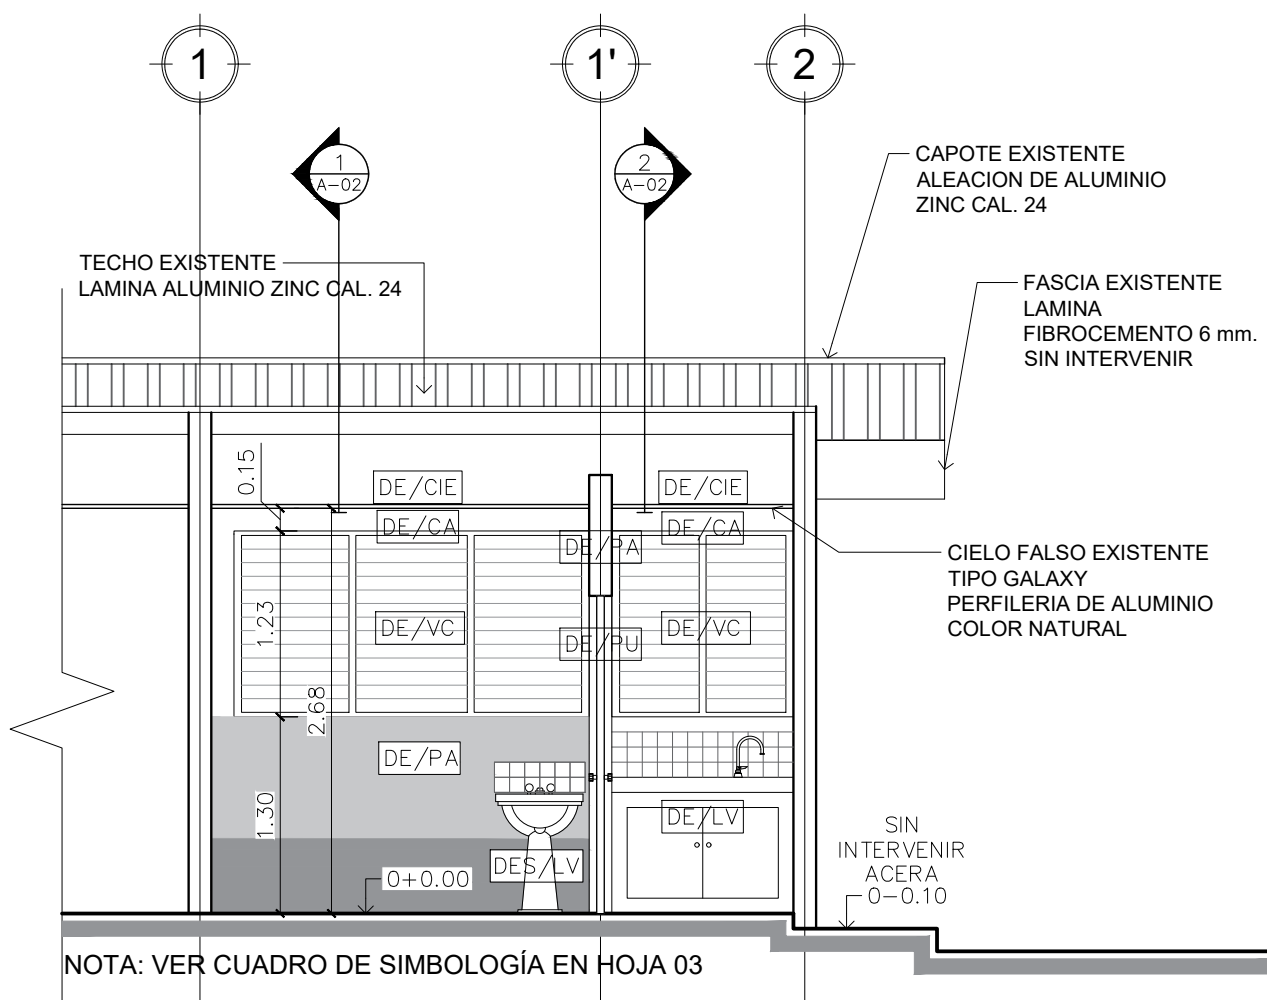 1
1'
2
1
A-02
2
A-02
CAPOTE EXISTENTE
ALEACION DE ALUMINIO
ZINC CAL. 24
TECHO EXISTENTE
LAMINA ALUMINIO ZINC CAL. 24
FASCIA EXISTENTE
LAMINA
FIBROCEMENTO 6 mm.
SIN INTERVENIR
0.15
DE/CIE
DE/CIE
DE/CA
DE/PA
DE/CA
CIELO FALSO EXISTENTE
TIPO GALAXY
PERFILERIA DE ALUMINIO
COLOR NATURAL
1.23
DE/VC
DE/PU
DE/VC
2.68
DE/PA
1.30
DE/LV
DES/LV
0+0.00
SIN
INTERVENIR
ACERA
0-0.10
NOTA: VER CUADRO DE SIMBOLOGÍA EN HOJA 03